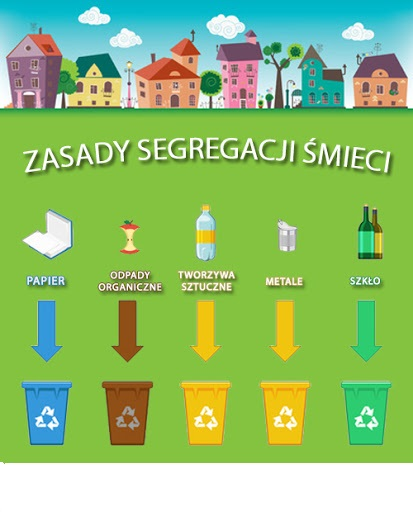 ZASADY SEGREGACJI ŚMIECI
PAPIER
ODPADY
ORGANICZNE
TWORZYWA
SZTUCZNE
METALE
SZKŁO